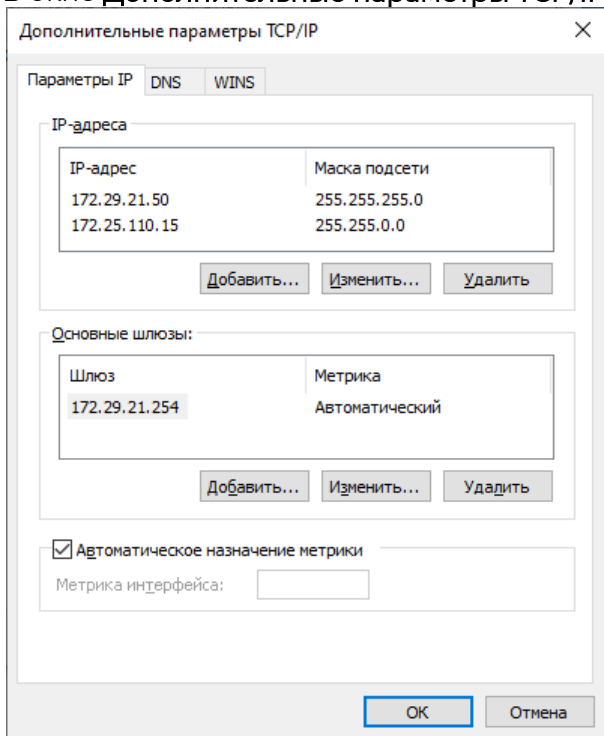 Дополнительные параметры TCP/IP
Параметры IP DNS WINS
IP-адреса
IP-адрес Маска подсети
172.29.21.50 255.255.255.0
172.25.110.15 255.255.0.0
Добавить... Изменить... Удалить
Основные шлюзы:
Шлюз Метрика
172.29.21.254 Автоматический
Добавить... Изменить... Удалить
Автоматическое назначение метрики
Метрика интерфейса:
ОК Отмена